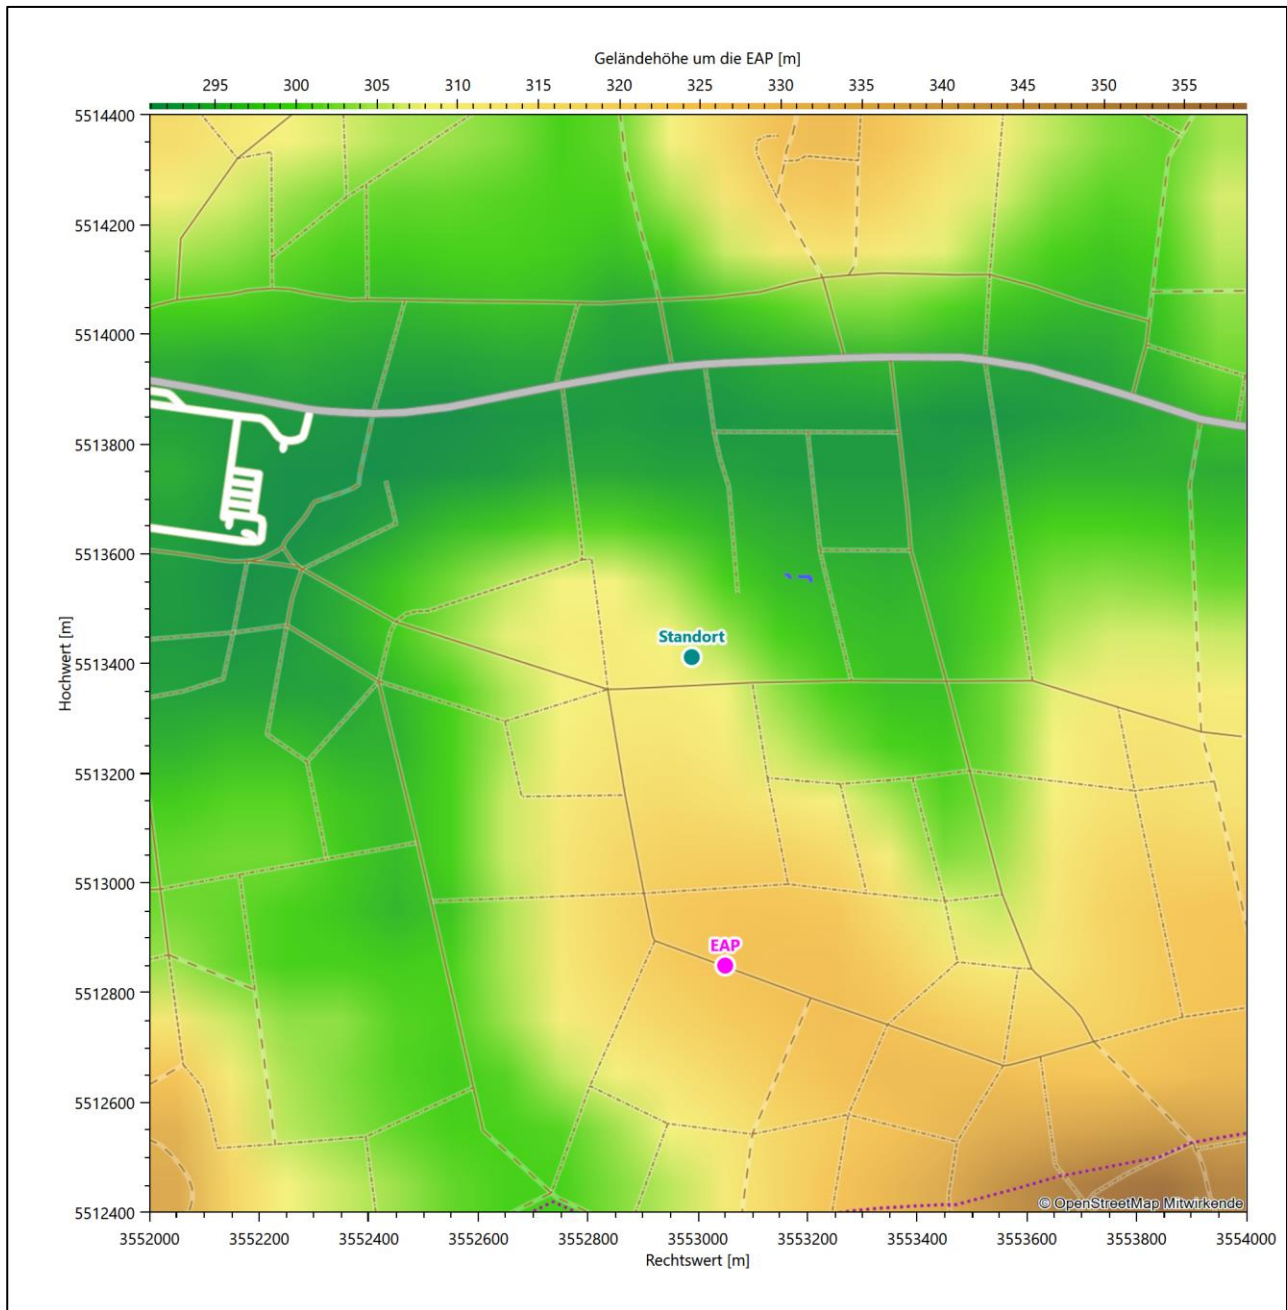 Geländehöhe um die EAP [m]
295 300 305 310 315 320 325 330 335 340 345 350 355
5514400
5514200
5514000
5513800
5513600
Standort
5513400
Hochwert [m]
5513200
5513000
EAP
5512800
5512600
5512400
© OpenStreetMap Mitwirkende
3552000 3552200 3552400 3552600 3552800 3553000 3553200 3553400 3553600 3553800 3554000
Rechtswert [m]